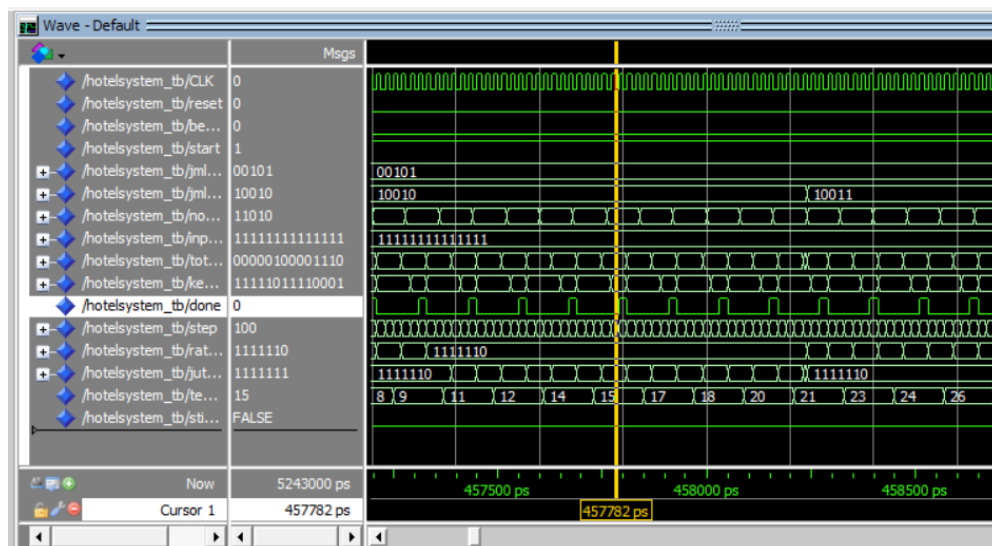 Wave - Default
Msgs
/hotelsystem_tb/CLK 0
/hotelsystem_tb/reset 0
/hotelsystem_tb/be... 0
/hotelsystem_tb/start 1
/hotelsystem_tb/jml... 00101 00101
/hotelsystem_tb/jml... 10010 10010 10011
/hotelsystem_tb/no... 11010
/hotelsystem_tb/inp... 11111111111111 11111111111111
/hotelsystem_tb/tot... 00000100001110
/hotelsystem_tb/ke... 11111011110001
/hotelsystem_tb/done 0
/hotelsystem_tb/step 100
/hotelsystem_tb/rat... 1111110 1111110
/hotelsystem_tb/jut... 1111111 1111110 1111110
/hotelsystem_tb/te... 15 8 9 11 12 14 15 17 18 20 21 23 24 26
/hotelsystem_tb/sti... FALSE
Now 5243000 ps 457500 ps 458000 ps 458500 ps
Cursor 1 457782 ps 457782 ps